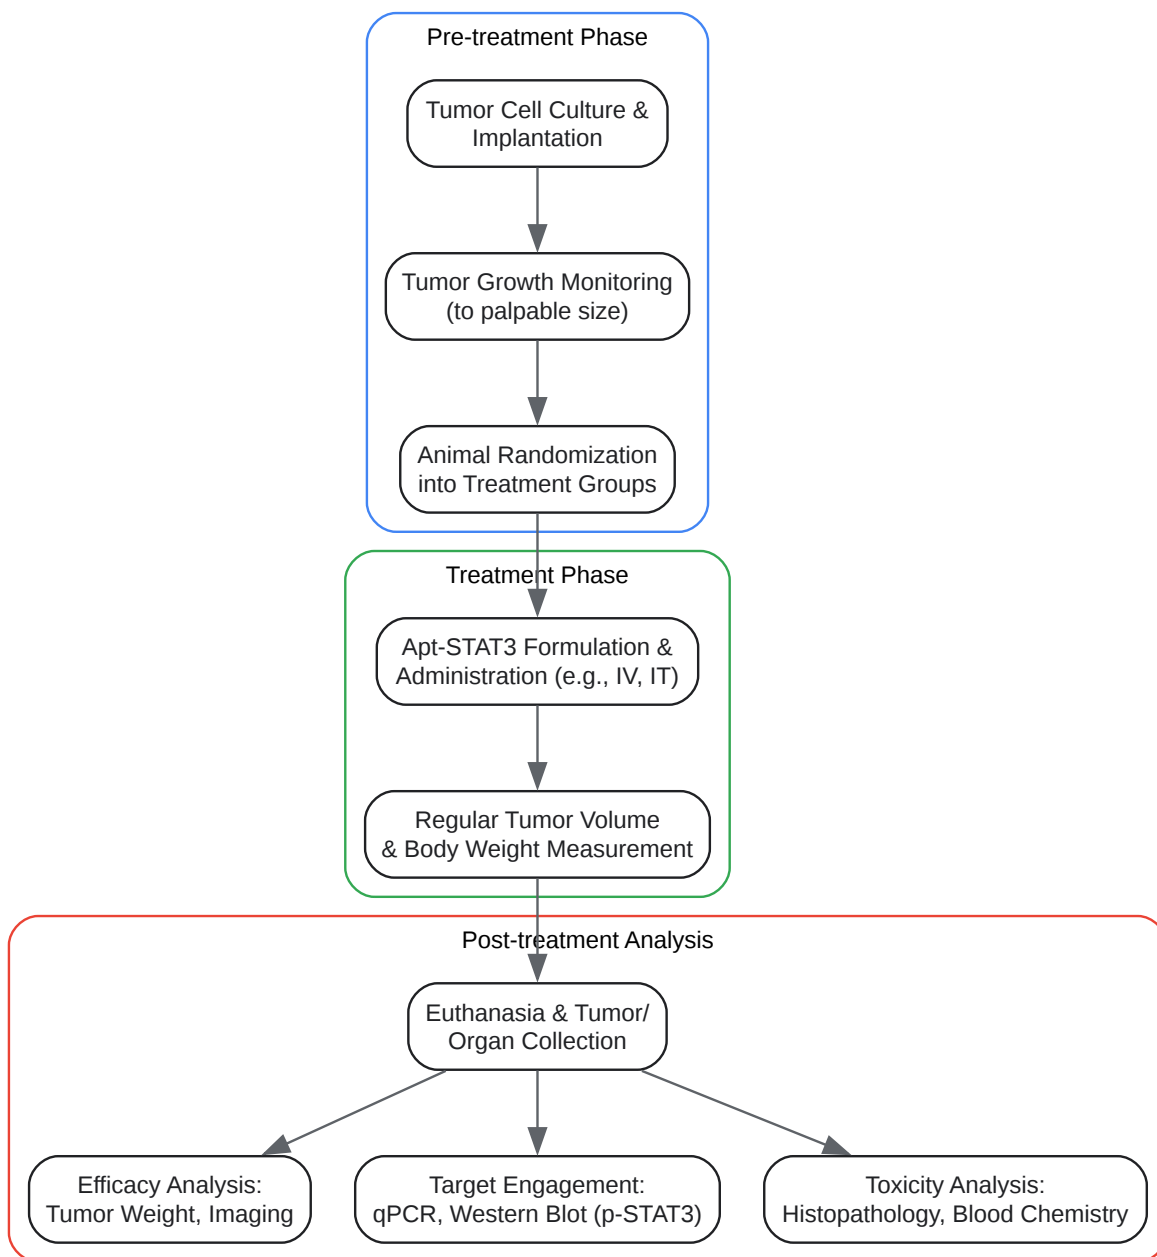 Pre-treatment Phase
Tumor Cell Culture &
Implantation
Tumor Growth Monitoring
(to palpable size)
Animal Randomization
into Treatment Groups
Treatment Phase
Apt-STAT3 Formulation &
Administration (e.g., IV, IT)
Regular Tumor Volume
& Body Weight Measurement
Post-treatment Analysis
Euthanasia & Tumor/
Organ Collection
Efficacy Analysis:
Tumor Weight, Imaging
Target Engagement:
qPCR, Western Blot (p-STAT3)
Toxicity Analysis:
Histopathology, Blood Chemistry